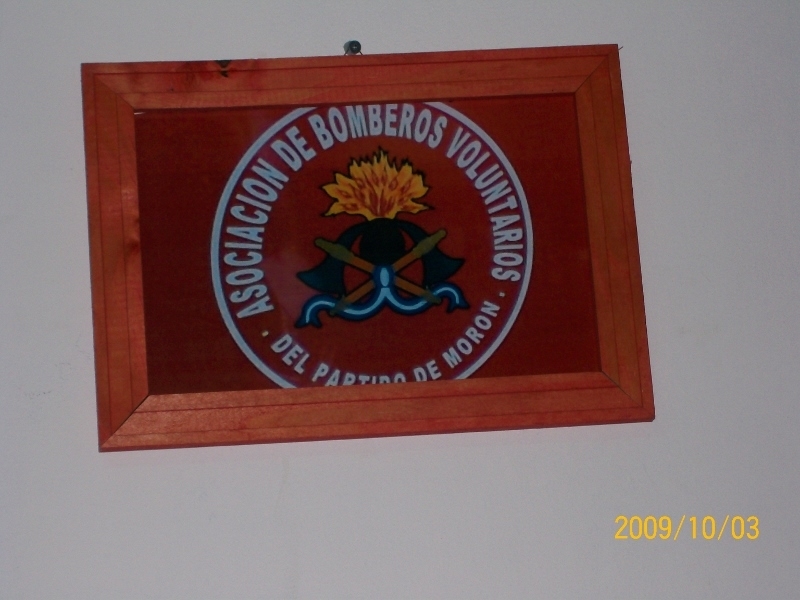 ASOCIACION DE BOMBEROS VOLUNTARIOS
· DEL PARTIDO DE MORON ·
2009/10/03